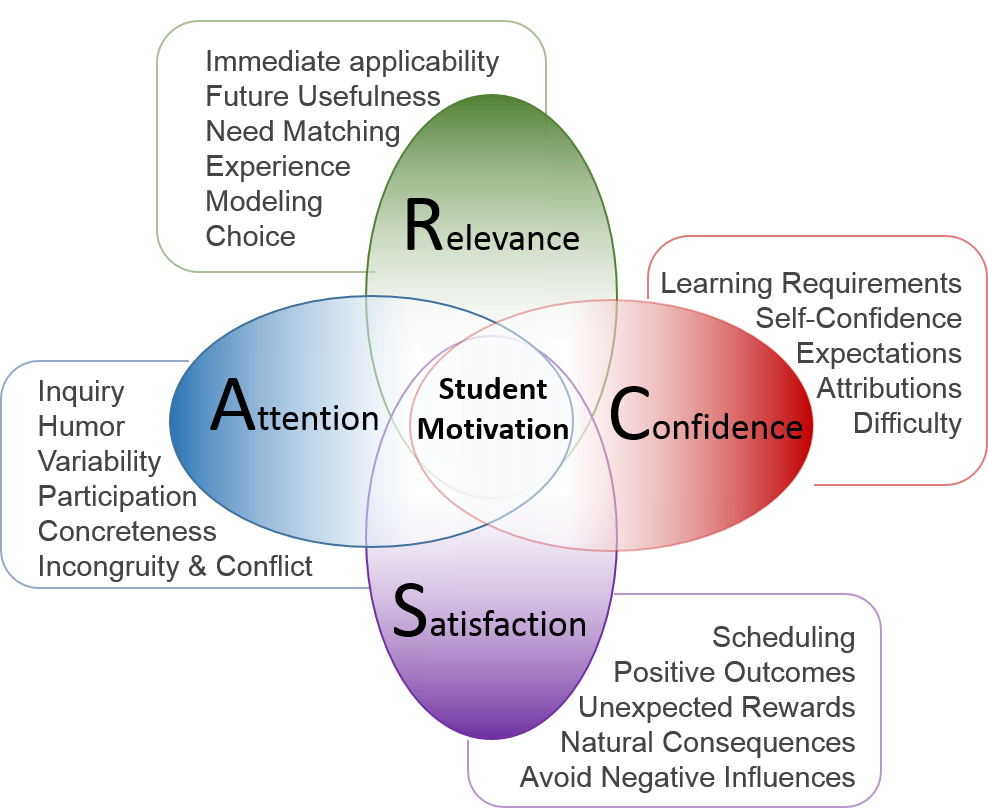 Immediate applicability
Future Usefulness
Need Matching
Experience
Modeling
Choice
Relevance
Learning Requirements
Self-Confidence
Expectations
Attributions
Difficulty
Confidence
Student
Motivation
Attention
Inquiry
Humor
Variability
Participation
Concreteness
Incongruity & Conflict
Satisfaction
Scheduling
Positive Outcomes
Unexpected Rewards
Natural Consequences
Avoid Negative Influences